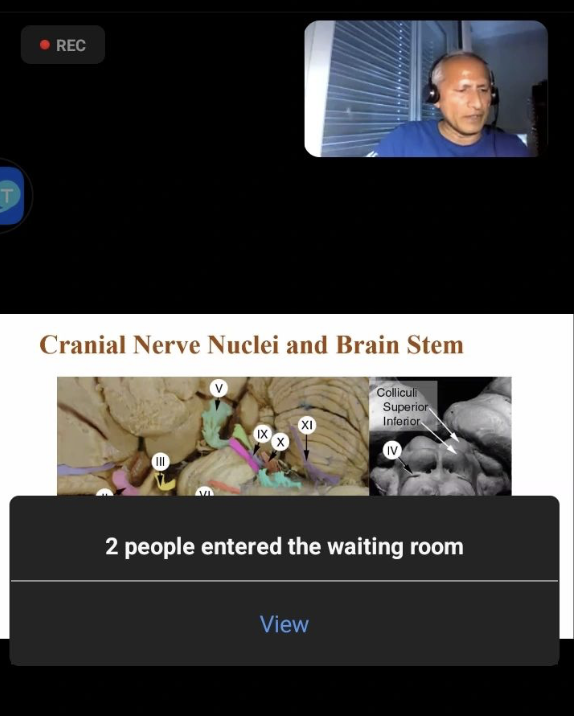 REC
T
Cranial Nerve Nuclei and Brain Stem
V
Colliculi
Superior
Inferior
XI
IX
X
IV
III
VI
2 people entered the waiting room
View